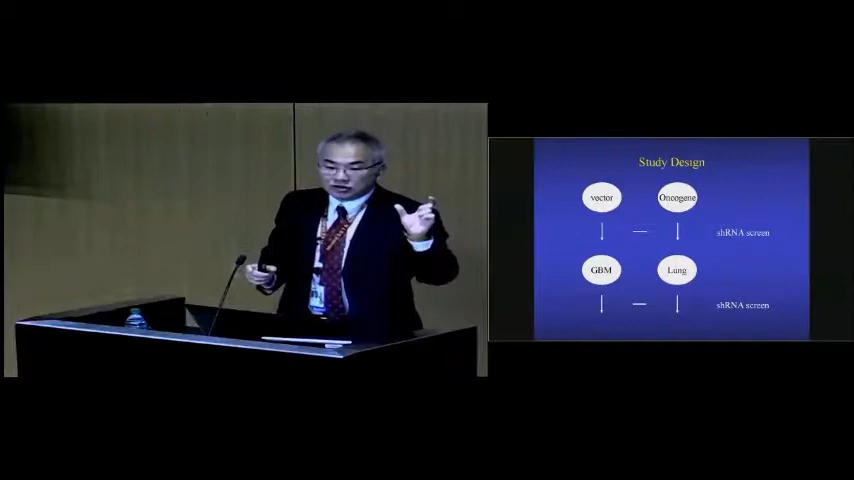 Study Design
vector Oncogene
shRNA screen
GBM Lung
shRNA screen